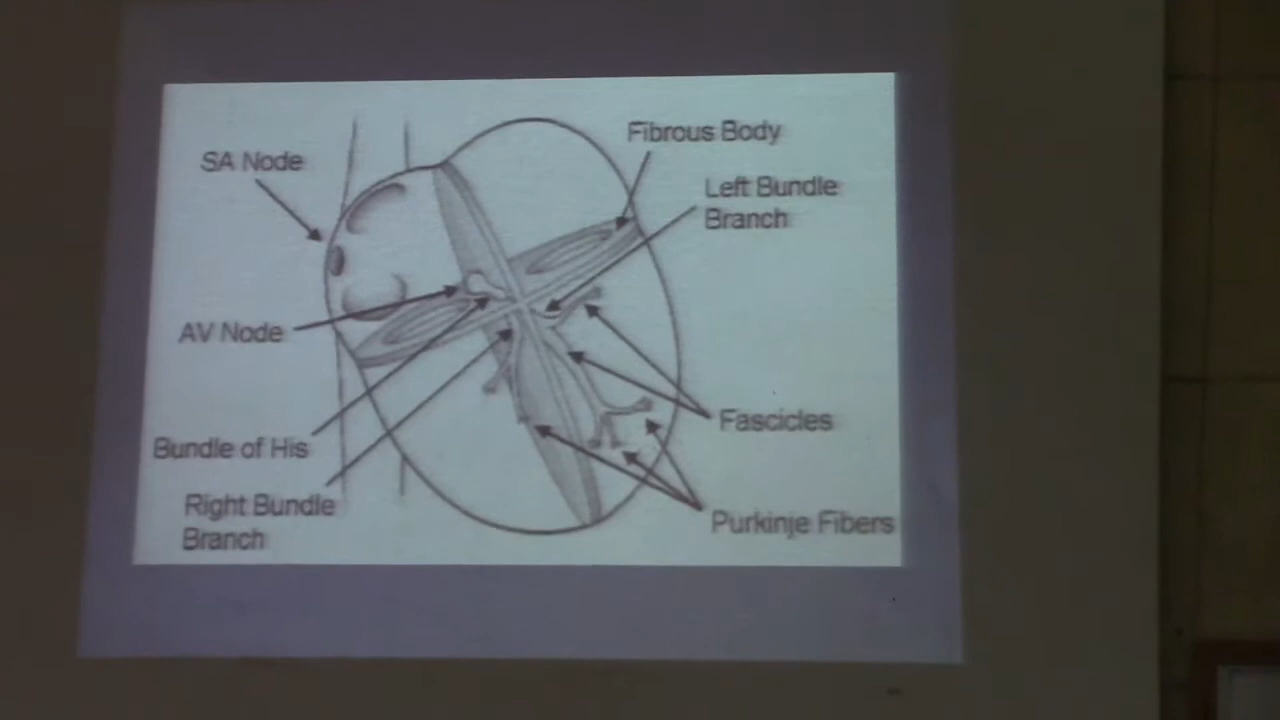 Fibrous Body
SA Node
Left Bundle
Branch
AV Node
Fascicles
Bundle of His
Right Bundle
Branch
Purkinje Fibers